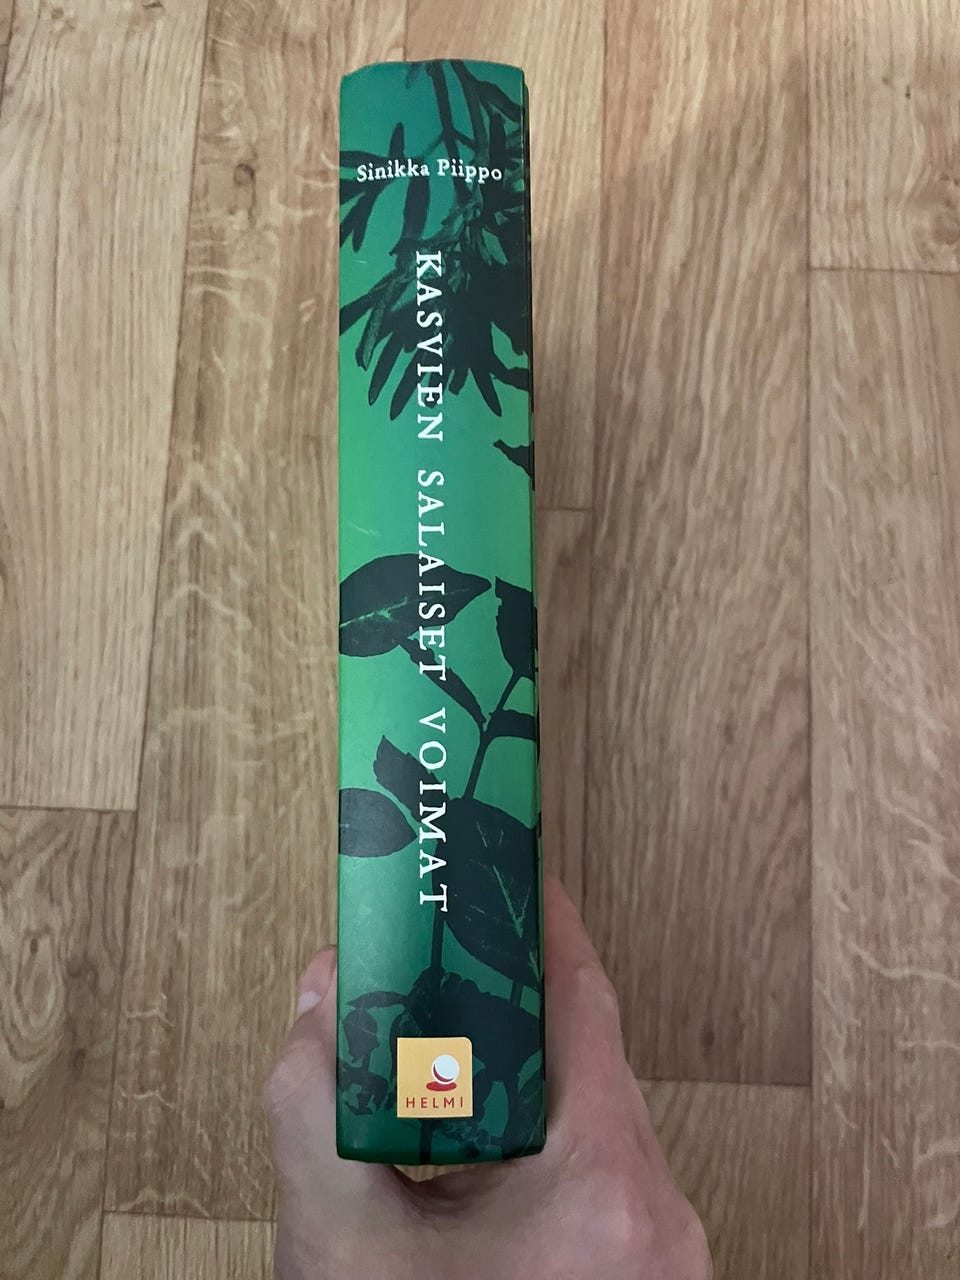 Sinikka Piippo
KASVIEN SALAISET VOIMAT
HELMI